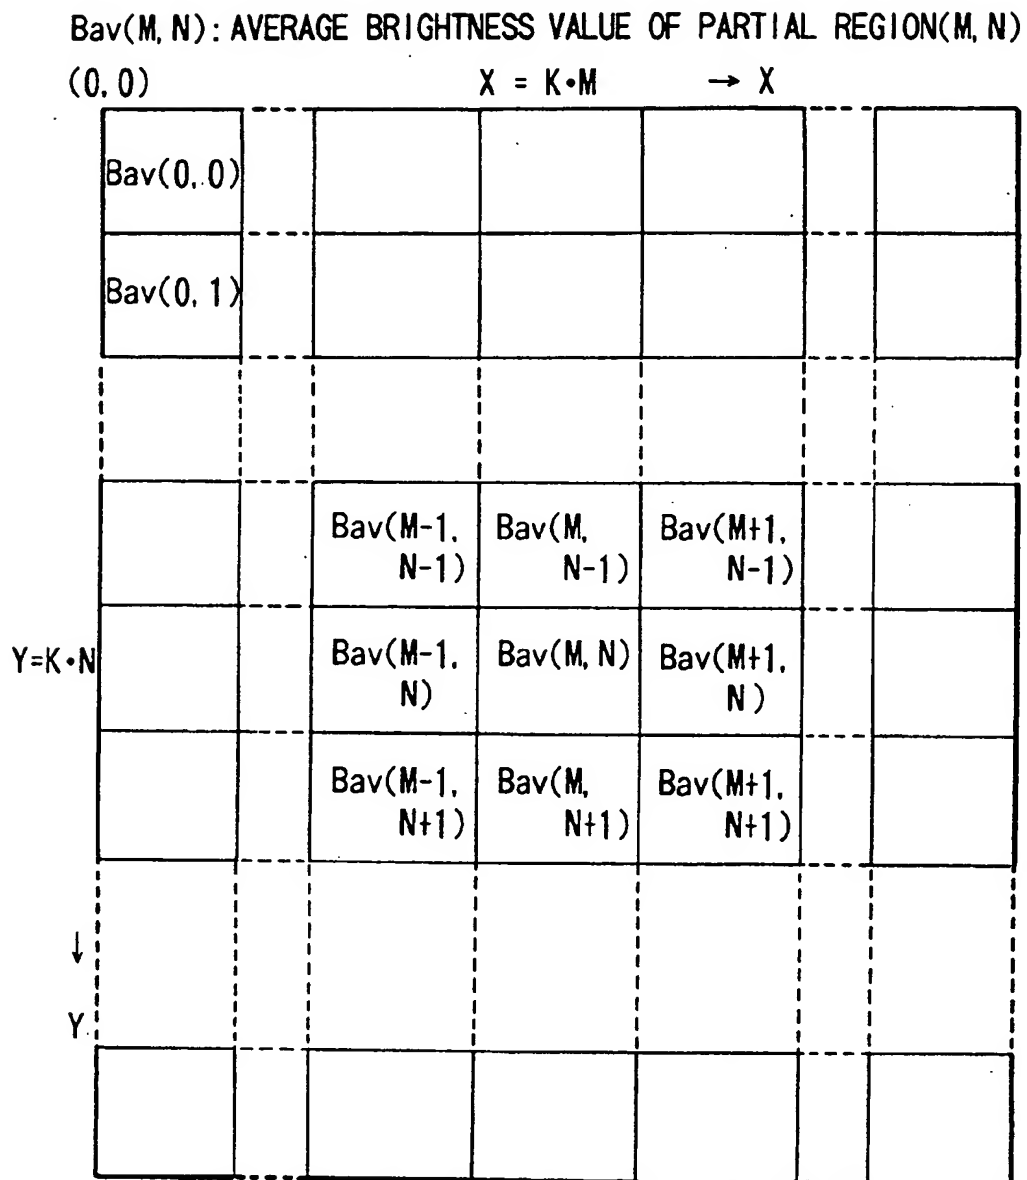 Bav(M, N): AVERAGE BRIGHTNESS VALUE OF PARTIAL REGION(M, N)
(0, 0) X = K•M → X
Bav(0, 0)
Bav(0, 1)
Bav(M-1, Bav(M, Bav(M+1,
N-1) N-1) N-1)
Y=K•N Bav(M-1, Bav(M, N) Bav(M+1,
N) N)
Bav(M-1, Bav(M, Bav(M+1,
N+1) N+1) N+1)
↓
Y